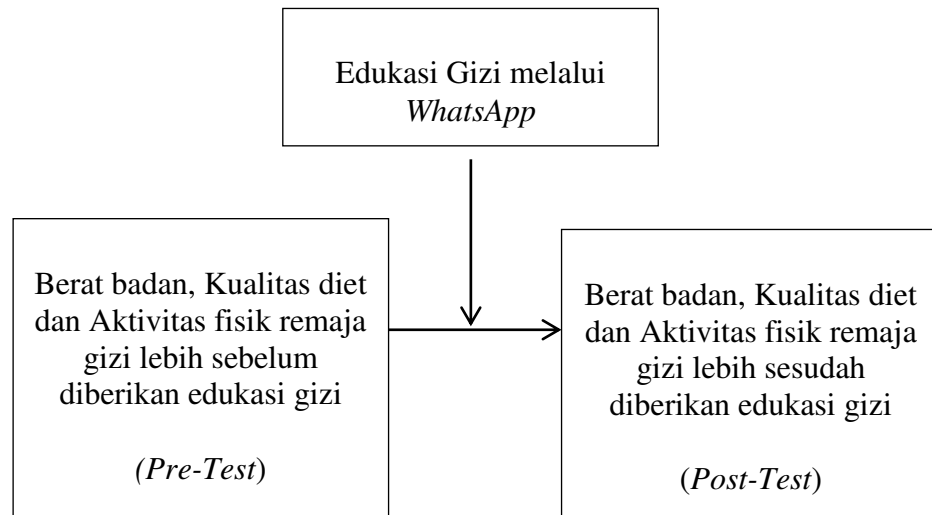 Edukasi Gizi melalui
WhatsApp
Berat badan, Kualitas diet
dan Aktivitas fisik remaja
gizi lebih sebelum
diberikan edukasi gizi
(Pre-Test)
Berat badan, Kualitas diet
dan Aktivitas fisik remaja
gizi lebih sesudah
diberikan edukasi gizi
(Post-Test)